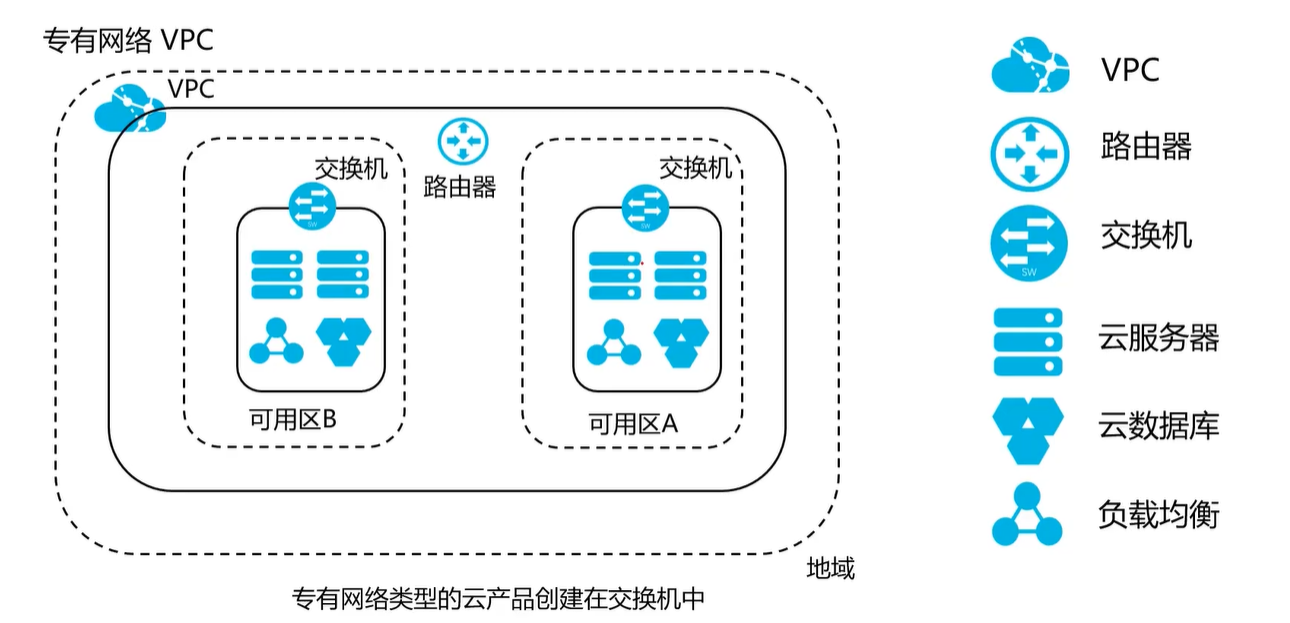 专有网络 VPC
VPC
路由器
交换机
SW
可用区B
交换机
SW
可用区A
地域
专有网络类型的云产品创建在交换机中
VPC
路由器
交换机
SW
云服务器
云数据库
负载均衡